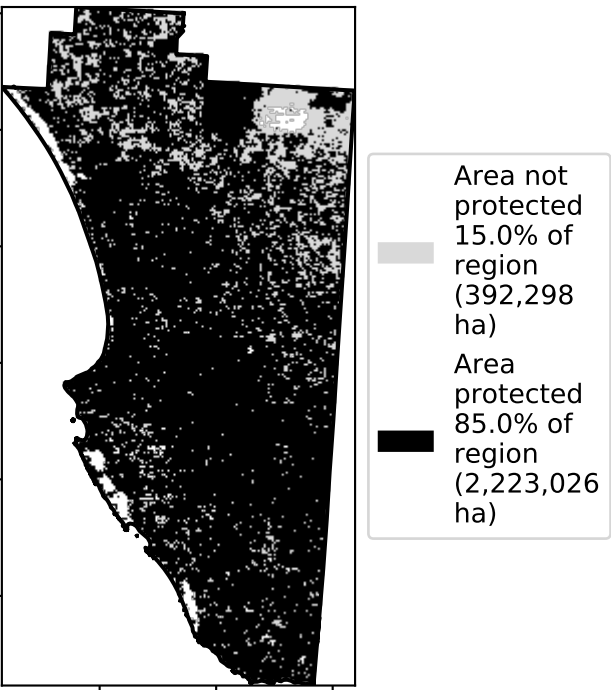 Area not
protected
15.0% of
region
(392,298
ha)
Area
protected
85.0% of
region
(2,223,026
ha)